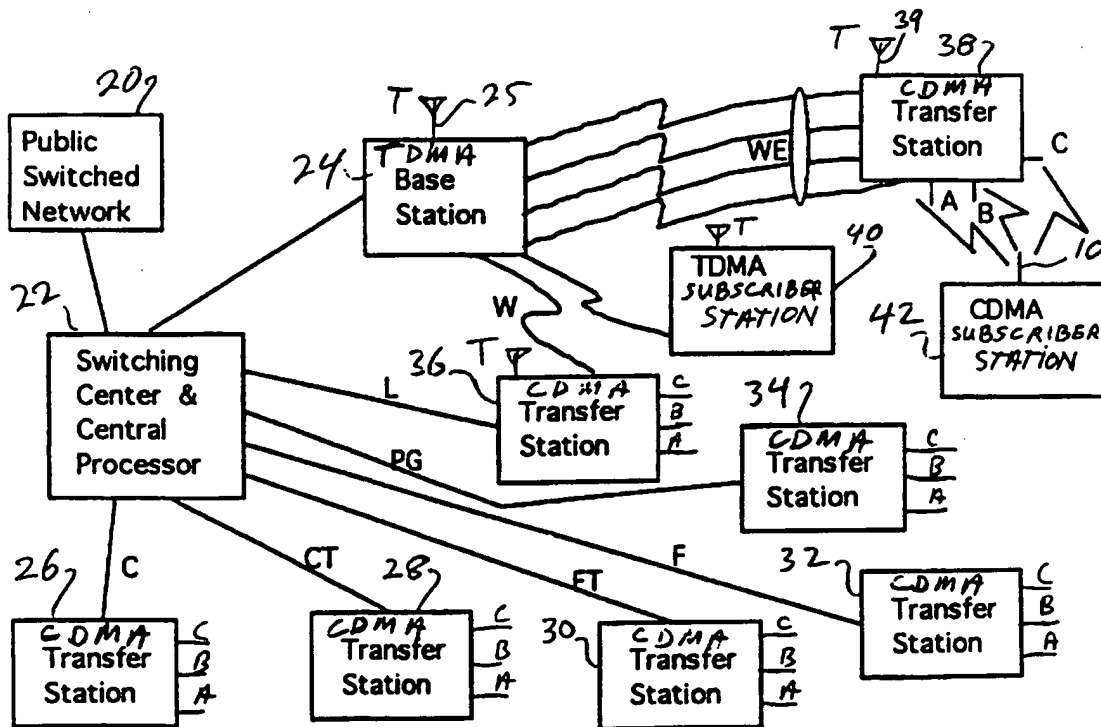 20
Public
Switched
Network
T
25
24
TDMA
Base
Station
WE
T
39
38
CDMA
Transfer
Station
C
A
B
10
T
40
TDMA
SUBSCRIBER
STATION
42
CDMA
SUBSCRIBER
STATION
22
Switching
Center &
Central
Processor
W
L
T
36
CDMA
Transfer
Station
C
B
A
34
CDMA
Transfer
Station
C
B
A
PG
F
C
CT
FT
26
CDMA
Transfer
Station
C
B
A
28
CDMA
Transfer
Station
C
B
A
30
CDMA
Transfer
Station
C
B
A
32
CDMA
Transfer
Station
C
B
A